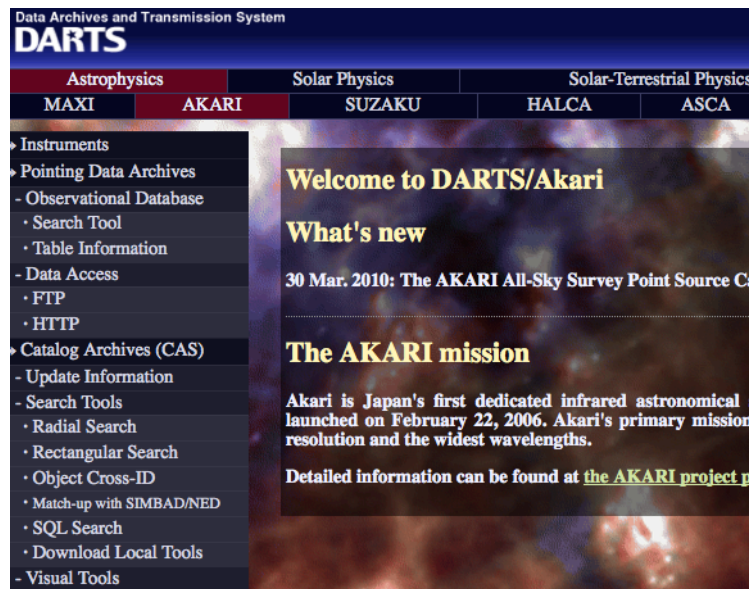 Data Archives and Transmission System
DARTS
Astrophysics Solar Physics Solar-Terrestrial Physics
MAXI AKARI SUZAKU HALCA ASCA
Instruments
Pointing Data Archives
- Observational Database
· Search Tool
· Table Information
- Data Access
· FTP
· HTTP
Catalog Archives (CAS)
- Update Information
- Search Tools
· Radial Search
· Rectangular Search
· Object Cross-ID
· Match-up with SIMBAD/NED
· SQL Search
· Download Local Tools
- Visual Tools
Welcome to DARTS/Akari
What's new
30 Mar. 2010: The AKARI All-Sky Survey Point Source
The AKARI mission
Akari is Japan's first dedicated infrared astronomical
launched on February 22, 2006. Akari's primary mission
resolution and the widest wavelengths.
Detailed information can be found at the AKARI project